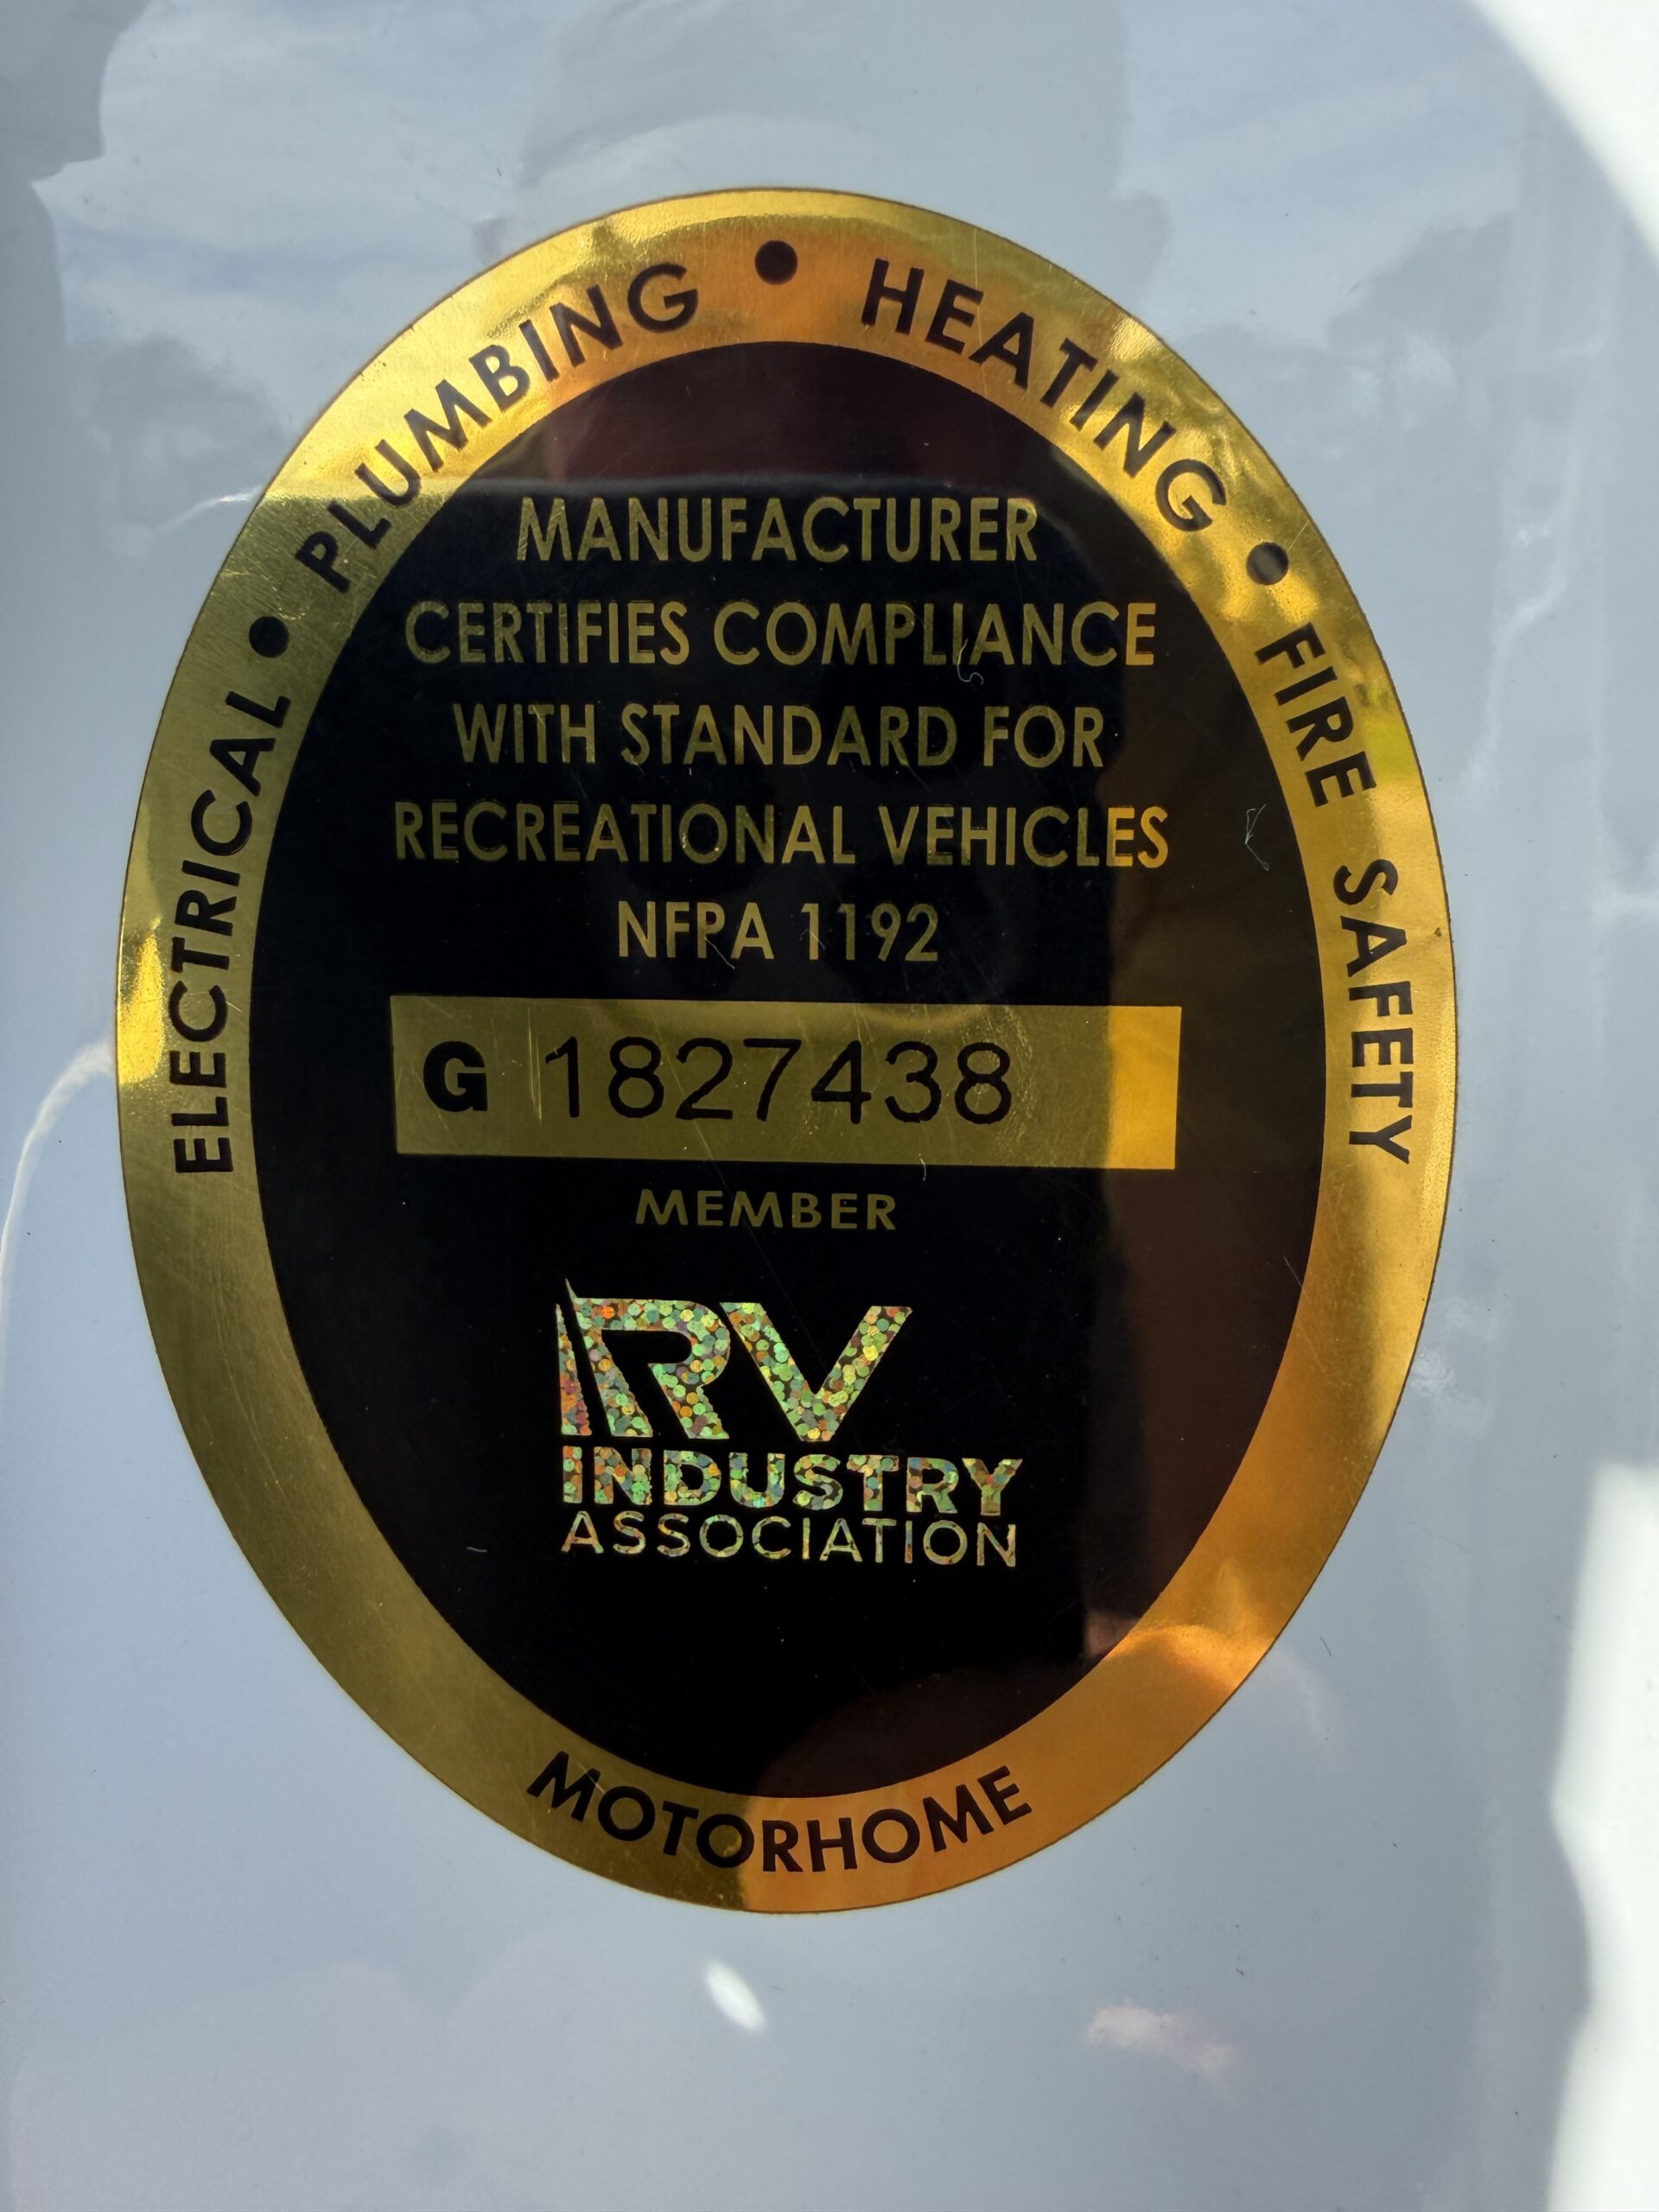 ELECTRICAL • PLUMBING • HEATING • FIRE SAFETY
MANUFACTURER
CERTIFIES COMPLIANCE
WITH STANDARD FOR
RECREATIONAL VEHICLES
NFPA 1192
G 1827438
MEMBER
RV
INDUSTRY
ASSOCIATION
MOTORHOME